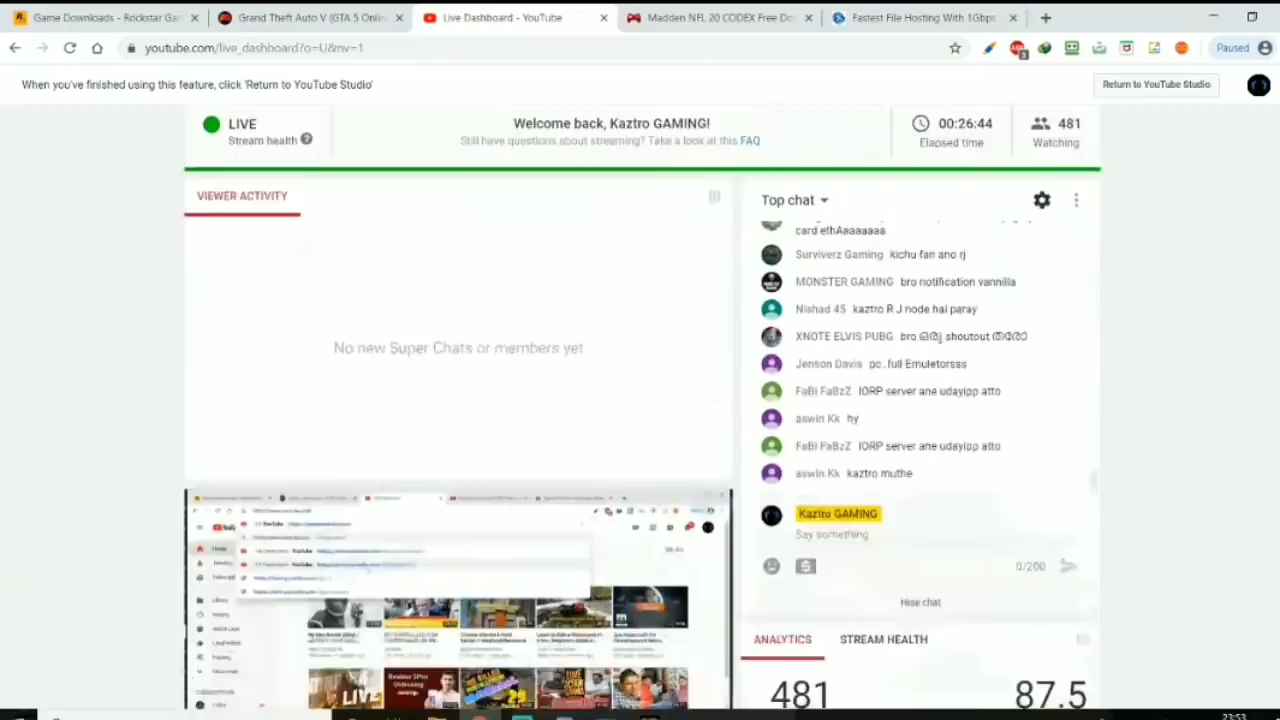 Game Downloads - Rockstar Gam
Grand Theft Auto V (GTA 5 Onlin
Live Dashboard - YouTube
Madden NFL 20 CODEX Free Do
Fastest File Hosting With 1Gbps
youtube.com/live_dashboard?o=U&nv=1
Paused
When you've finished using this feature, click 'Return to YouTube Studio'
Return to YouTube Studio
LIVE
Stream health
Welcome back, Kaztro GAMING!
Still have questions about streaming? Take a look at this FAQ
00:26:44
Elapsed time
481
Watching
VIEWER ACTIVITY
No new Super Chats or members yet
Top chat
card ethAaaaaaa
Surviverz Gaming kichu fan ano rj
MONSTER GAMING bro notification vannilla
Nishad 45 kaztro R J node hai paray
XNOTE ELVIS PUBG bro ഒരു shoutout തരോ
Jenson Davis pc..full Emuletorsss
FaBi FaBzZ IORP server ane udayipp atto
aswin Kk hy
FaBi FaBzZ IORP server ane udayipp atto
aswin Kk kaztro muthe
Kaztro GAMING
Say something
0/200
Hide chat
ANALYTICS
STREAM HEALTH
481
87.5
23:53